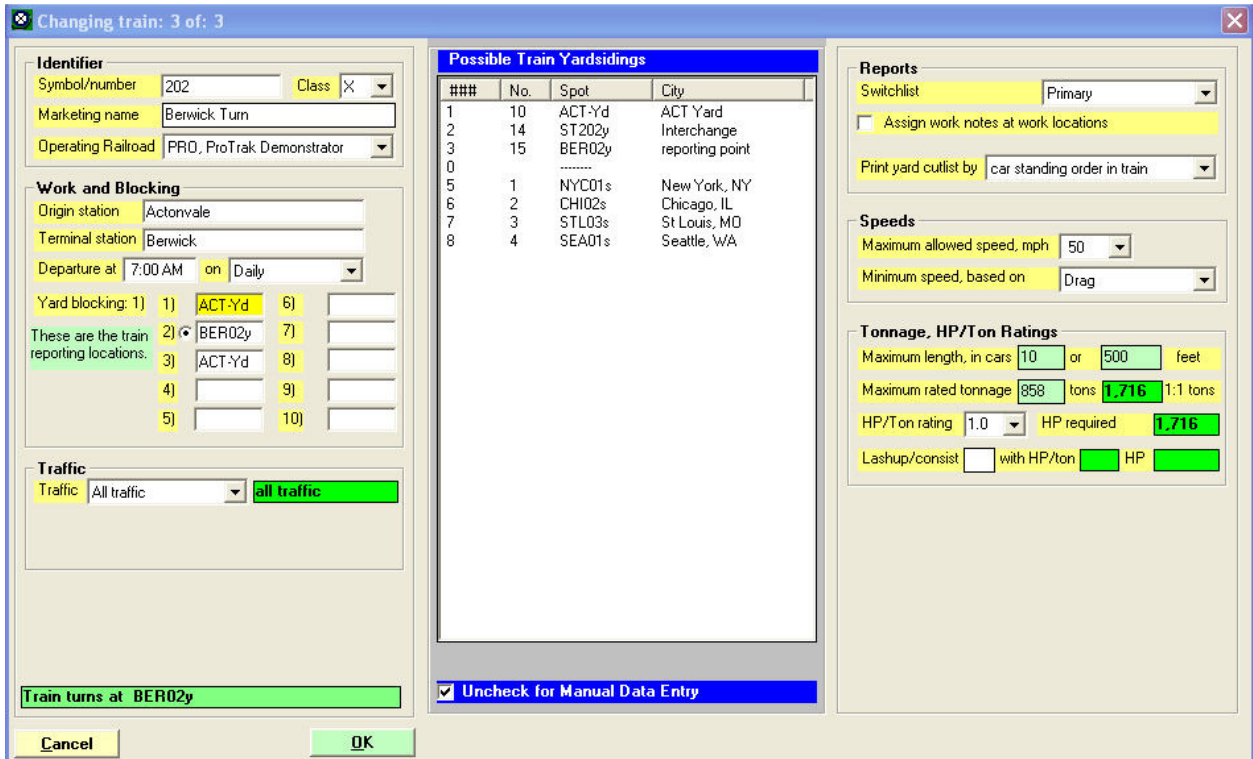 Changing train: 3 of: 3
Identifier
Symbol/number 202 Class X
Marketing name Berwick Turn
Operating Railroad PRO, ProTrak Demonstrator
Work and Blocking
Origin station Actonvale
Terminal station Berwick
Departure at 7:00 AM on Daily
Yard blocking: 1) 1) ACT-Yd 6)
These are the train reporting locations.
2) BER02y 7)
3) ACT-Yd 8)
4) 9)
5) 10)
Traffic
Traffic All traffic all traffic
Train turns at BER02y
Cancel OK
Possible Train Yardsidings
### No. Spot City
1 10 ACT-Yd ACT Yard
2 14 ST202y Interchange
3 15 BER02y reporting point
0 --------
5 1 NYC01s New York, NY
6 2 CHI02s Chicago, IL
7 3 STL03s St Louis, MO
8 4 SEA01s Seattle, WA
Uncheck for Manual Data Entry
Reports
Switchlist Primary
Assign work notes at work locations
Print yard cutlist by car standing order in train
Speeds
Maximum allowed speed, mph 50
Minimum speed, based on Drag
Tonnage, HP/Ton Ratings
Maximum length, in cars 10 or 500 feet
Maximum rated tonnage 858 tons 1,716 1:1 tons
HP/Ton rating 1.0 HP required 1,716
Lashup/consist with HP/ton HP